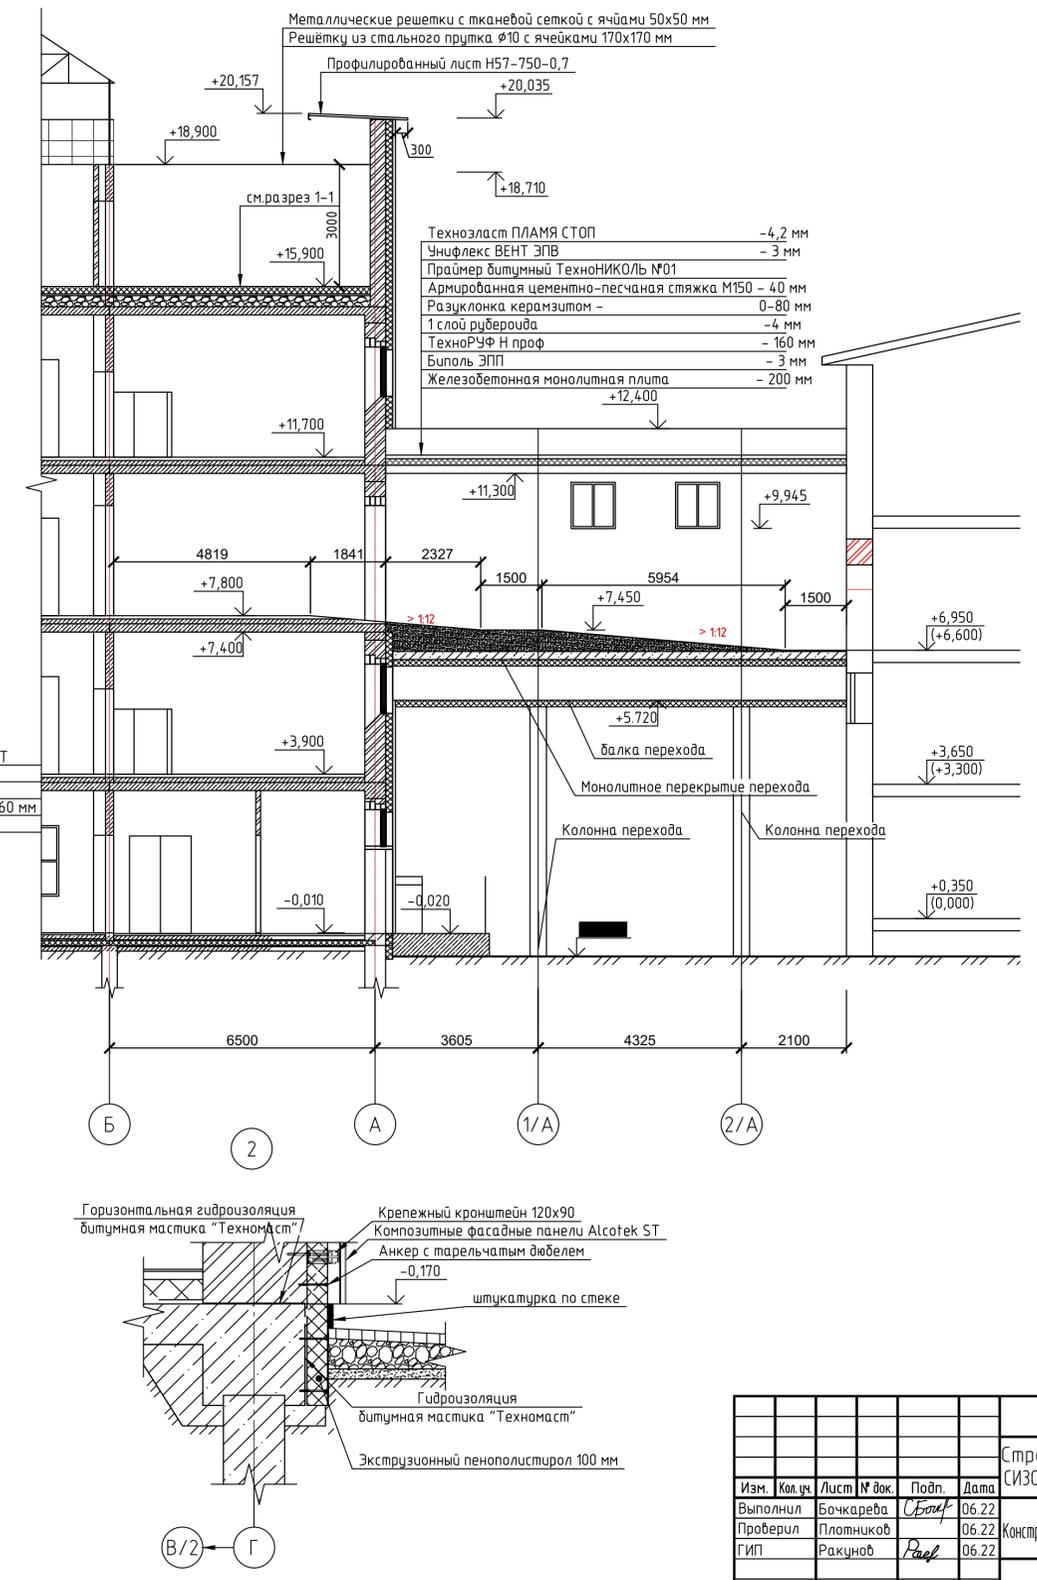 Металлические решетки с тканевой сеткой с ячйами 50х50 мм
Решётку из стального прутка ϕ10 с ячейками 170х170 мм
Профилированный лист Н57-750-0,7
+20,157
+20,035
+18,900
300
+18,710
см.разрез 1-1
3000
+15,900
Техноэласт ПЛАМЯ СТОП -4,2 мм
Унифлекс ВЕНТ ЭПВ - 3 мм
Праймер битумный ТехноНИКОЛЬ №01
Армированная цементно-песчаная стяжка М150 - 40 мм
Разуклонка керамзитом - 0-80 мм
1 слой рубероида -4 мм
ТехноРУФ Н проф - 160 мм
Биполь ЭПП - 3 мм
Железобетонная монолитная плита - 200 мм
+12,400
+11,700
+11,300
+9,945
4819
1841
2327
1500
5954
1500
+7,800
+7,450
> 1:12
> 1:12
+6,950
(+6,600)
+7,400
+5.720
+3,900
балка перехода
+3,650
(+3,300)
Т
Монолитное перекрытие перехода
60 мм
Колонна перехода
Колонна перехода
-0,010
-0,020
+0,350
(0,000)
6500
3605
4325
2100
Б
А
1/А
2/А
2
Горизонтальная гидроизоляция
битумная мастика "Техномаст"
Крепежный кронштейн 120х90
Композитные фасадные панели Alcotek ST
Анкер с тарельчатым дюбелем
-0,170
штукатурка по стеке
Гидроизоляция
битумная мастика "Техномаст"
Экструзионный пенополистирол 100 мм
В/2
Г
Стро
СИЗО
Изм. Кол.уч. Лист № док. Подп. Дата
Выполнил Бочкарева 06.22
Проверил Плотников 06.22
Констр
ГИП Ракунов 06.22